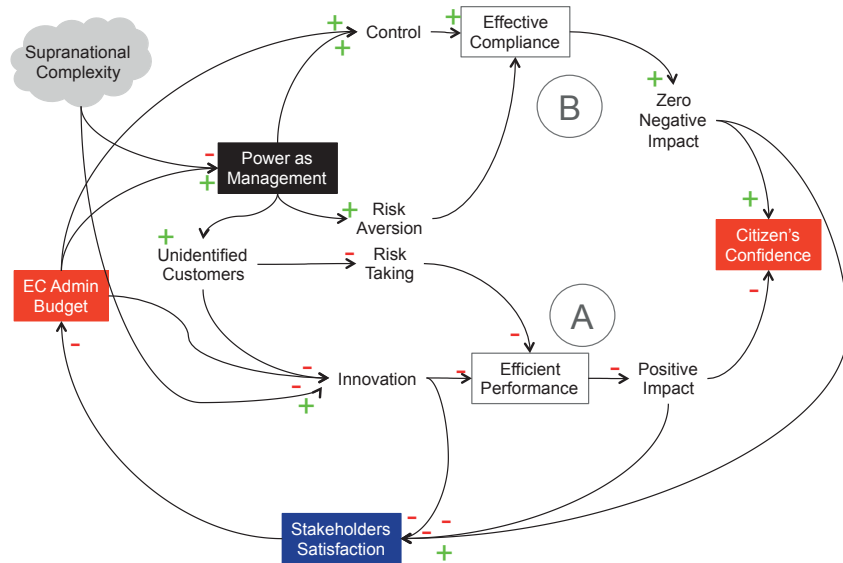 Supranational
Complexity
+
+
Control
+
Effective
Compliance
B
+
Zero
Negative
Impact
-
+
Power as
Management
+
Risk
Aversion
+
Unidentified
Customers
-
Risk
Taking
+
Citizen's
Confidence
-
EC Admin
Budget
-
A
-
-
-
+
Innovation
-
Efficient
Performance
-
Positive
Impact
-
-
-
+
Stakeholders
Satisfaction